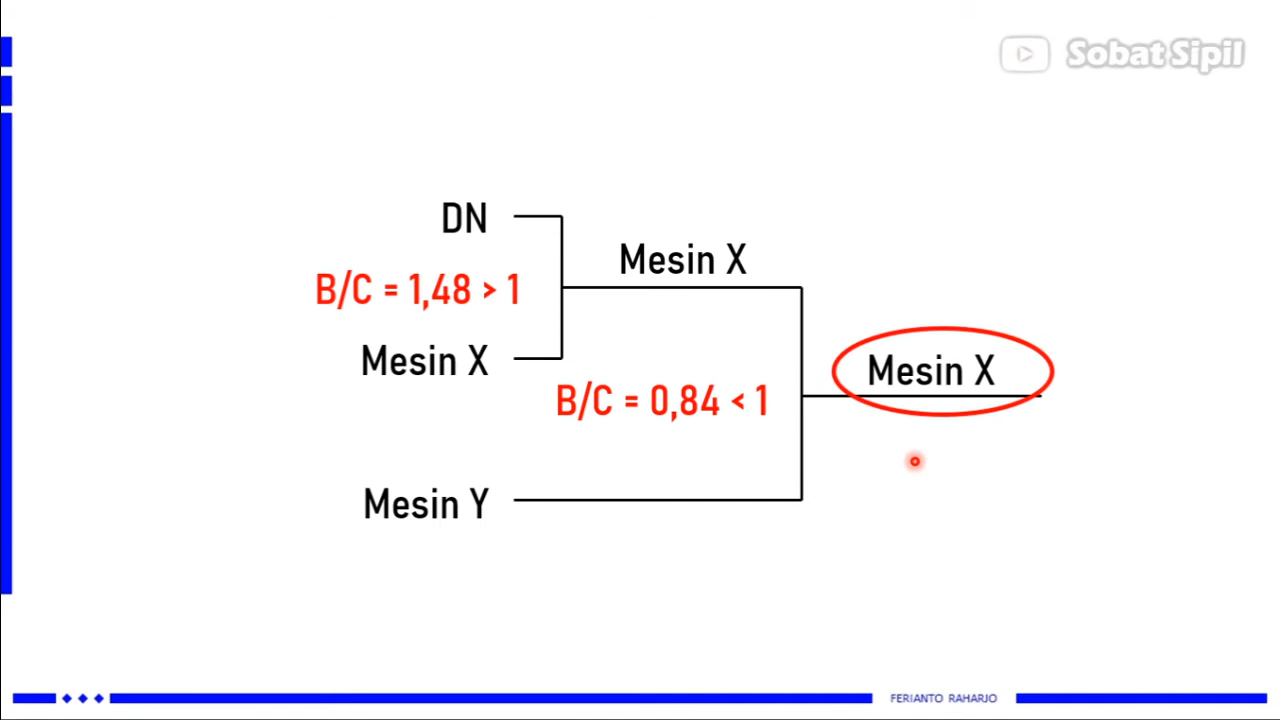 Sobat Sipil
DN
Mesin X
B/C = 1,48 > 1
Mesin X
Mesin X
B/C = 0,84 < 1
Mesin Y
FERIANTO RAHARJO